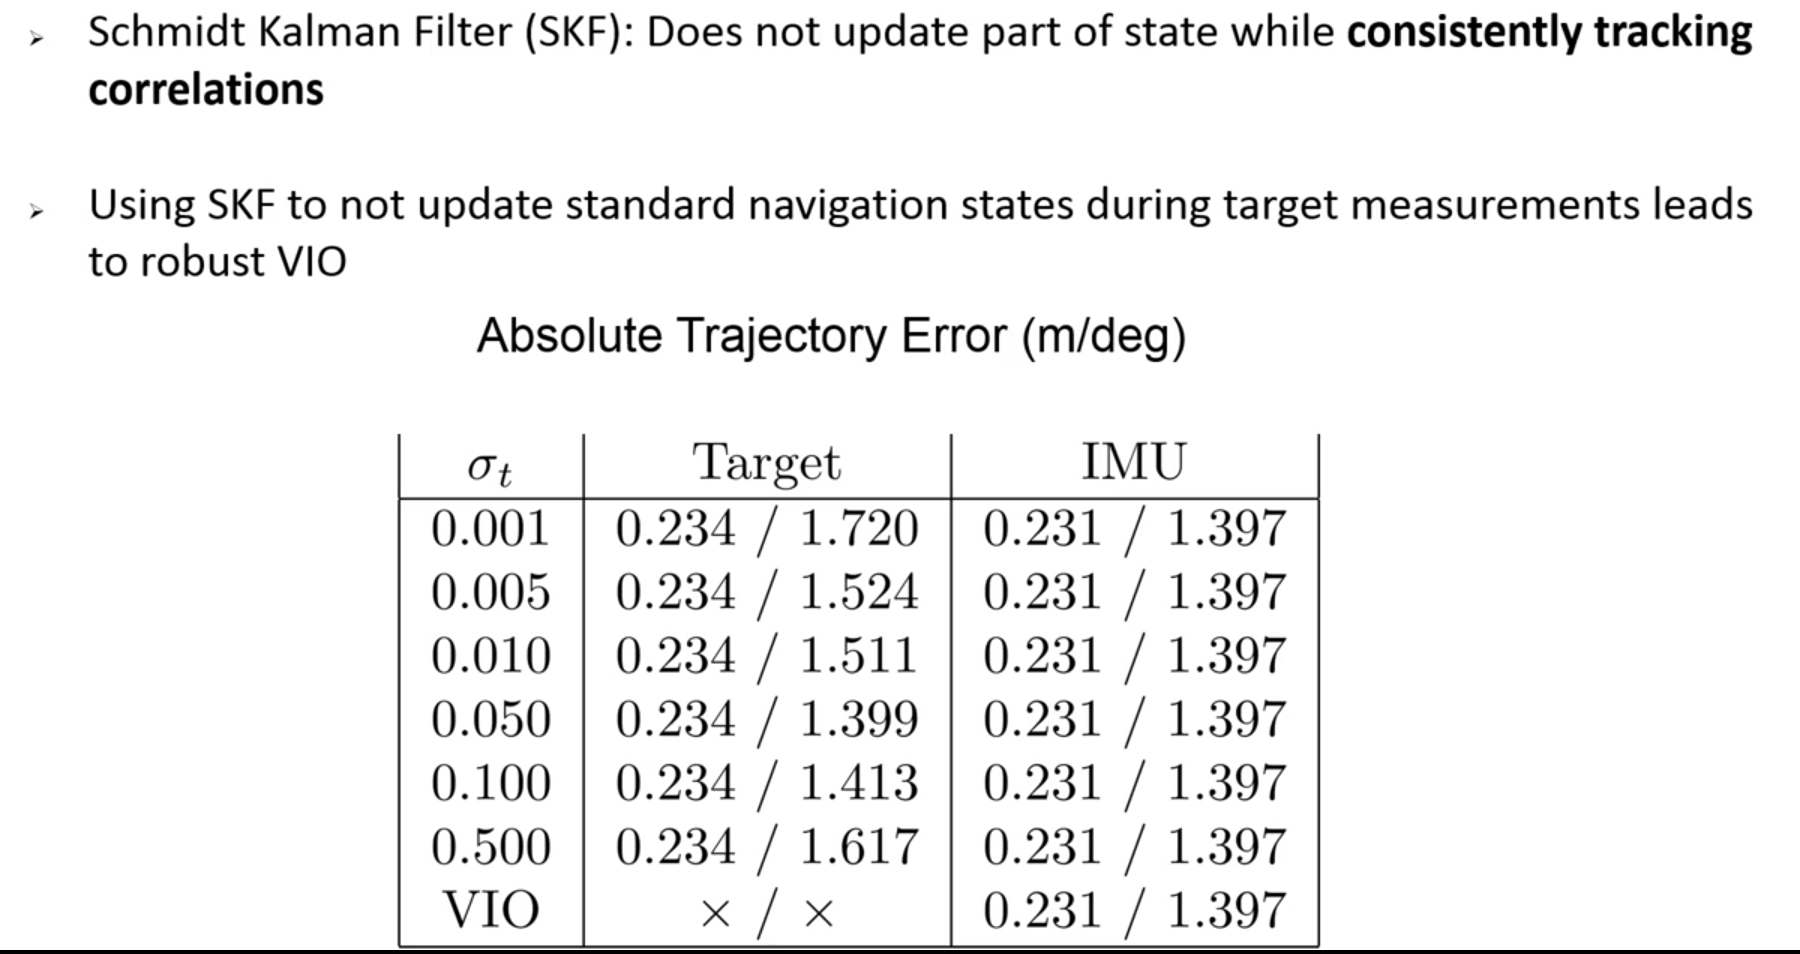 ➢ Schmidt Kalman Filter (SKF): Does not update part of state while consistently tracking
correlations
➢ Using SKF to not update standard navigation states during target measurements leads
to robust VIO
Absolute Trajectory Error (m/deg)
σt Target IMU
0.001 0.234 / 1.720 0.231 / 1.397
0.005 0.234 / 1.524 0.231 / 1.397
0.010 0.234 / 1.511 0.231 / 1.397
0.050 0.234 / 1.399 0.231 / 1.397
0.100 0.234 / 1.413 0.231 / 1.397
0.500 0.234 / 1.617 0.231 / 1.397
VIO × / × 0.231 / 1.397